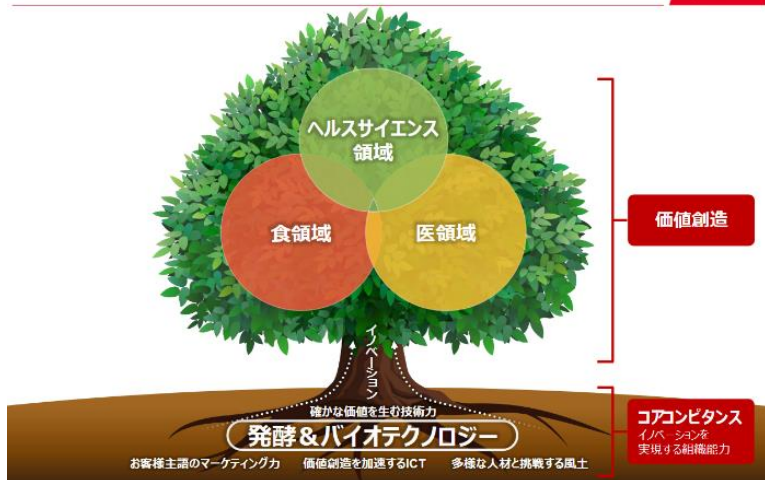 ヘルスサイエンス
領域
食領域
医領域
価値創造
イノベーション
確かな価値を生む技術力
発酵&バイオテクノロジー
お客様主語のマーケティング力
価値創造を加速するICT
多様な人材と挑戦する風土
コアコンピタンス
イノベーションを
実現する組織能力